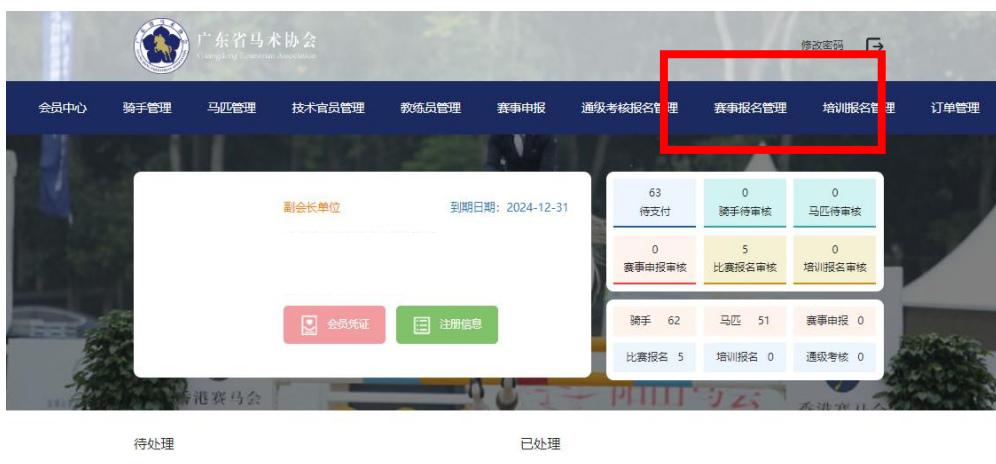 广东省马术协会
Guangdong Equestrian Association
修改密码
会员中心 骑手管理 马匹管理 技术官员管理 教练员管理 赛事申报 通级考核报名管理 赛事报名管理 培训报名管理 订单管理
副会长单位 到期日期：2024-12-31
会员凭证 注册信息
63 0 0
待支付 骑手待审核 马匹待审核
0 5 0
赛事申报审核 比赛报名审核 培训报名审核
骑手 62 马匹 51 赛事申报 0
比赛报名 5 培训报名 0 通级考核 0
香港赛马会
待处理 已处理